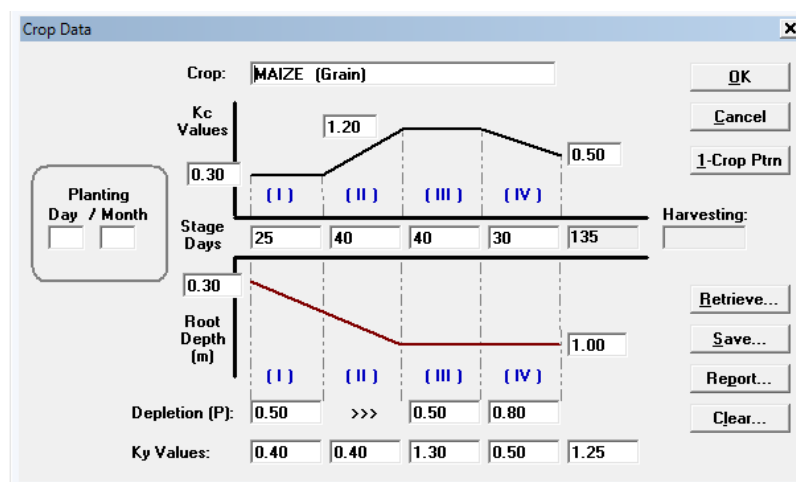 Crop Data
Crop: MAIZE (Grain)
OK
Kc Values
1.20
Cancel
0.50
1-Crop Ptrn
0.30
Planting
Day / Month
( I ) ( II ) ( III ) ( IV )
Harvesting:
Stage Days
25 40 40 30 135
0.30
Retrieve...
Root Depth (m)
1.00
Save...
( I ) ( II ) ( III ) ( IV )
Report...
Depletion (P): 0.50 >>> 0.50 0.80
Clear...
Ky Values: 0.40 0.40 1.30 0.50 1.25